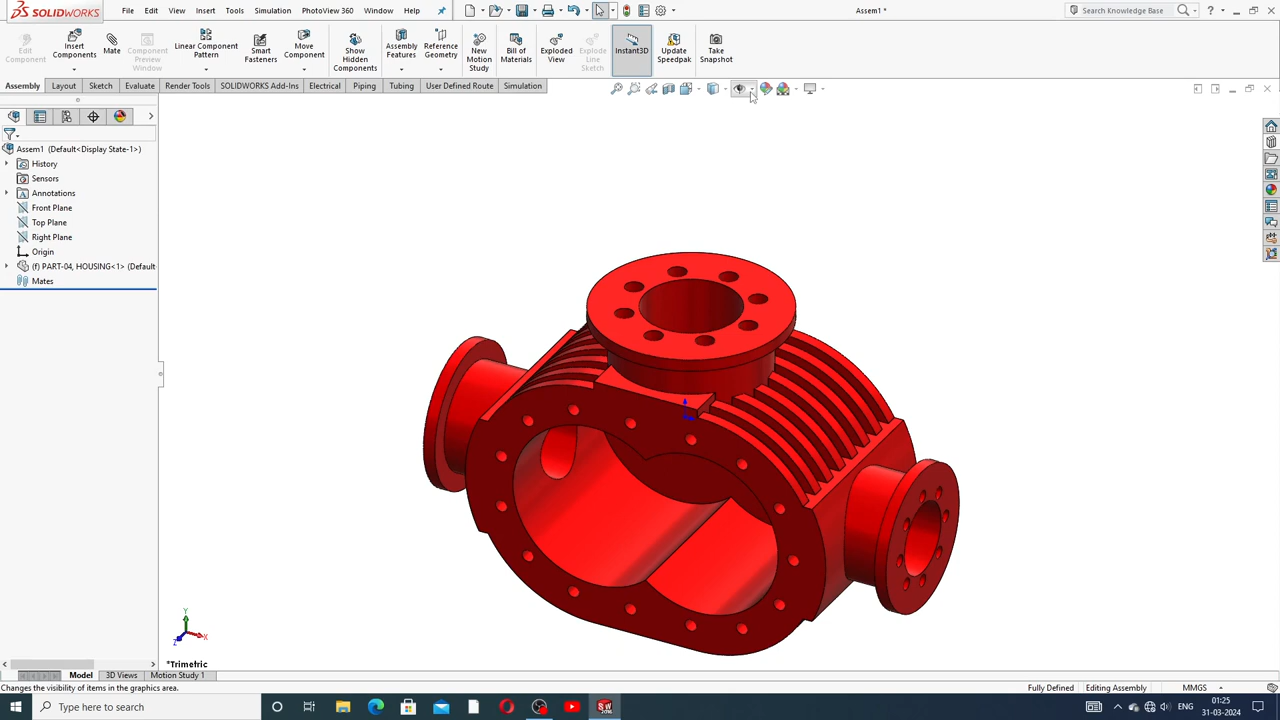 SOLIDWORKS File Edit View Insert Tools Simulation PhotoView 360 Window Help Assem1 * Search Knowledge Base
Edit Component
Insert Components
Mate
Component Preview Window
Linear Component Pattern
Smart Fasteners
Move Component
Show Hidden Components
Assembly Features
Reference Geometry
New Motion Study
Bill of Materials
Exploded View
Explode Line Sketch
Instant3D
Update Speedpak
Take Snapshot
Assembly Layout Sketch Evaluate Render Tools SOLIDWORKS Add-Ins Electrical Piping Tubing User Defined Route Simulation
Assem1 (Default<Display State-1>)
History
Sensors
Annotations
Front Plane
Top Plane
Right Plane
Origin
(f) PART-04, HOUSING<1> (Default
Mates
Y
X
Z
*Trimetric
Model 3D Views Motion Study 1
Changes the visibility of items in the graphics area. Fully Defined Editing Assembly MMGS
Type here to search
ENG
01:25
31-03-2024